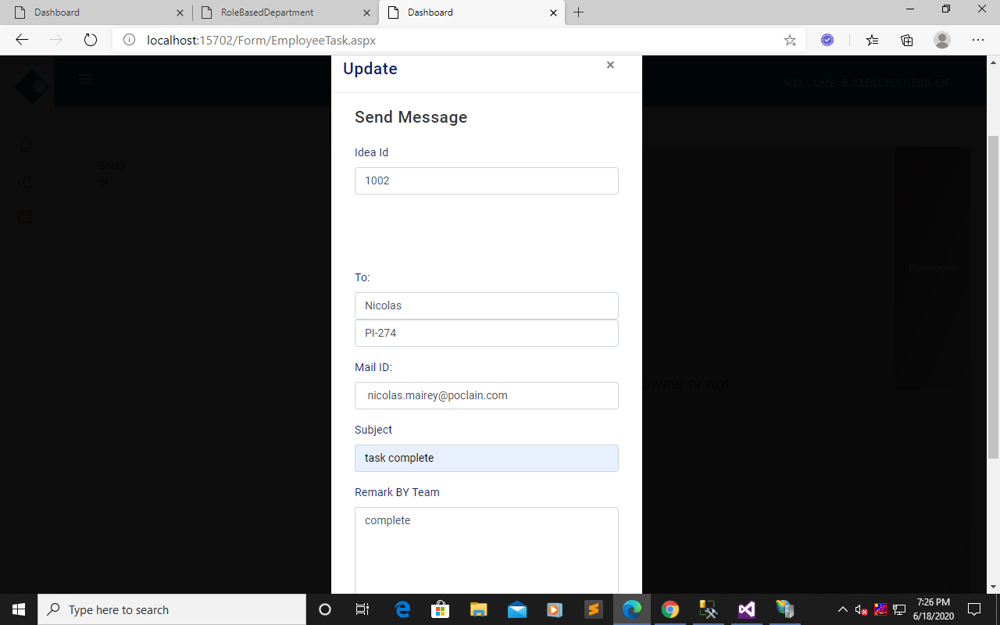 Dashboard
RoleBasedDepartment
Dashboard
localhost:15702/Form/EmployeeTask.aspx
Update
WELCOME: RAMACHANDIRAN
Send Message
Idea Id
Balaji
ck
1002
Response
To:
Nicolas
PI-274
Mail ID:
owing or not
nicolas.mairey@poclain.com
Subject
task complete
Remark BY Team
complete
Type here to search
7:26 PM
6/18/2020